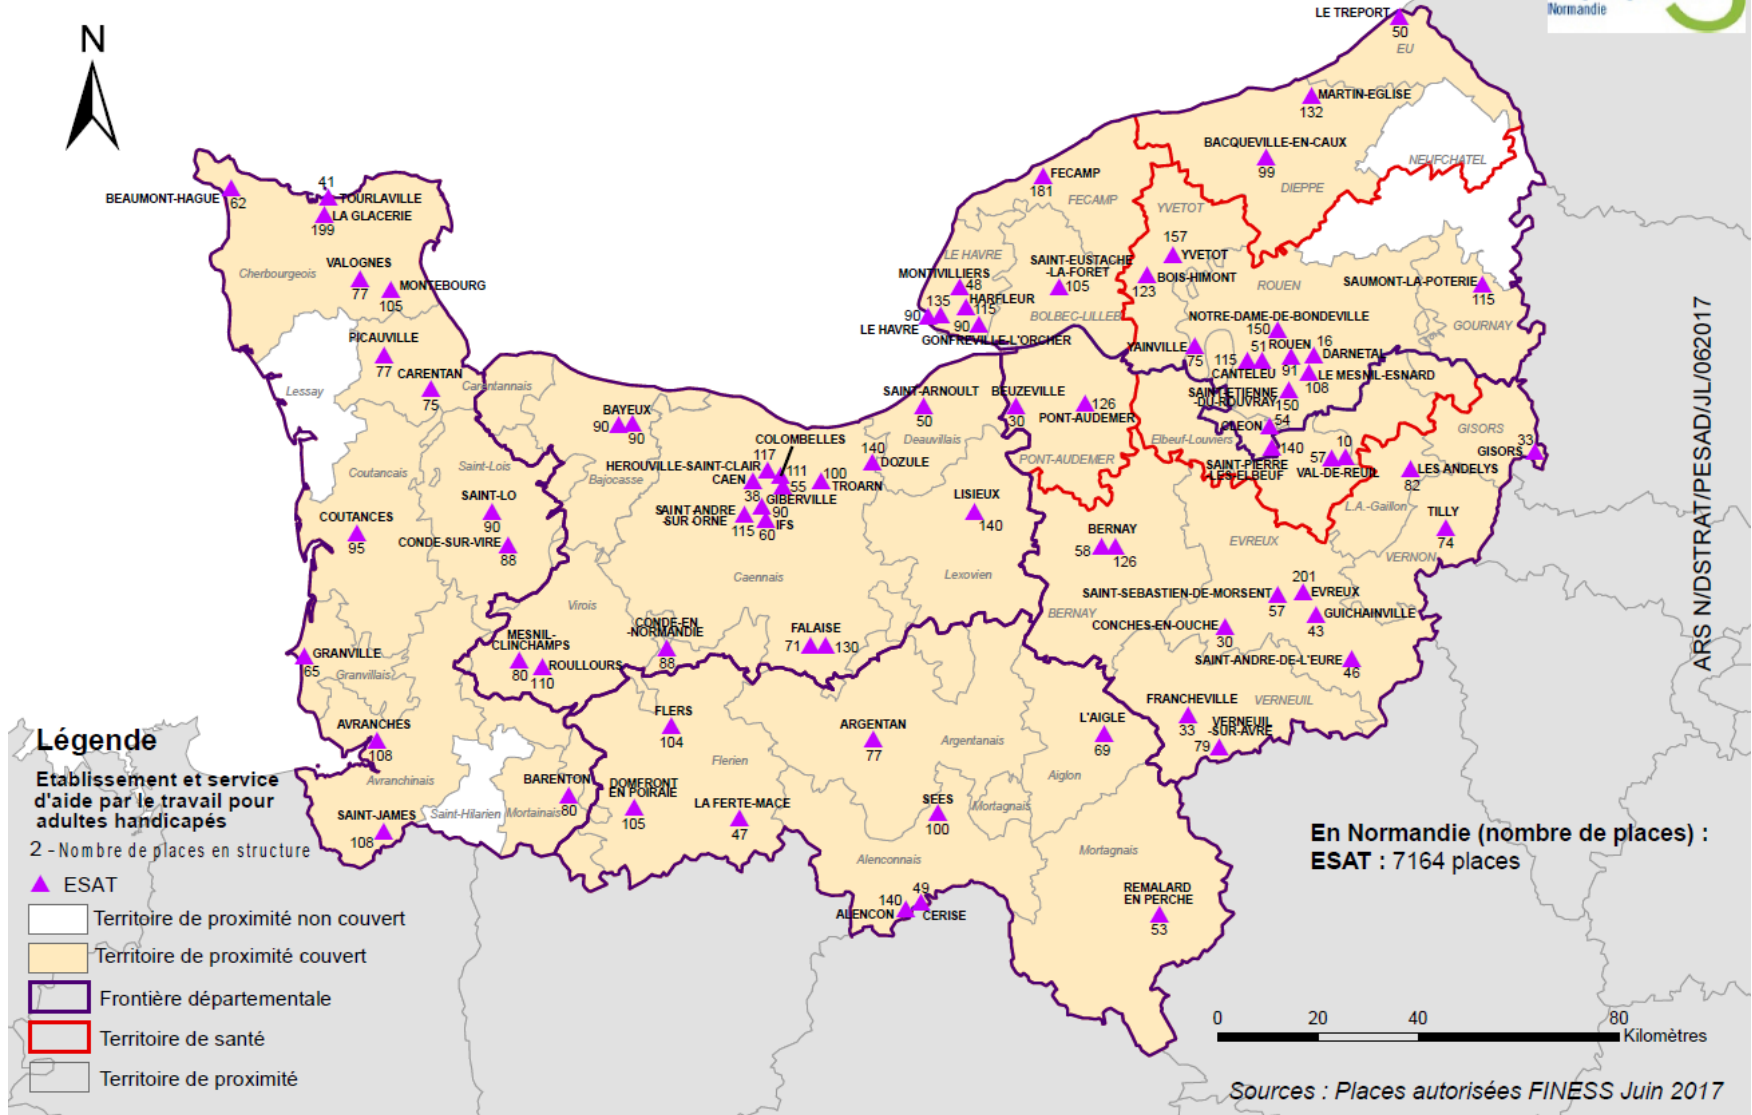 Normandie
N
LE TREPORT
50
EU
MARTIN-EGLISE
132
BACQUEVILLE-EN-CAUX
99
NEUFCHATEL
DIEPPE
FECAMP
181
FECAMP
YVETOT
157
YVETOT
BOIS-HIMONT
123
LE HAVRE
SAINT-EUSTACHE
-LA-FORET
105
MONTIVILLIERS
48
HARFLEUR
135
115
90
LE HAVRE
90
GONFREVILLE-L'ORCHER
BOLBEC-LILLEB
ROUEN
SAUMONT-LA-POTERIE
115
GOURNAY
NOTRE-DAME-DE-BONDEVILLE
150
YAINVILLE
75
115
51
ROUEN
16
DARNETAL
CANTELEU
91
LE MESNIL-ESNARD
108
SAINT-ETIENNE
-DU-ROUVRAY
150
54
CLEON
Elbeuf-Louviers
140
SAINT-PIERRE
-LES-ELBEUF
10
57
VAL-DE-REUIL
LES ANDELYS
82
GISORS
33
GISORS
L.A.-Gaillon
TILLY
74
VERNON
BEAUMONT-HAGUE
62
41
TOURLAVILLE
LA GLACERIE
199
Cherbourgeois
VALOGNES
77
MONTEBOURG
105
PICAUVILLE
77
CARENTAN
75
Carentannais
Lessay
BAYEUX
90
90
SAINT-ARNOULT
50
Deauvillais
BEUZEVILLE
30
126
PONT-AUDEMER
PONT-AUDEMER
COLOMBELLES
117
HEROUVILLE-SAINT-CLAIR
111
CAEN
38
55
GIBERVILLE
100
TROARN
140
DOZULE
SAINT ANDRE
-SUR-ORNE
115
90
IFS
60
Bajocasse
Saint-Lois
Coutancais
SAINT-LO
90
COUTANCES
95
CONDE-SUR-VIRE
88
LISIEUX
140
Lexovien
Caennais
Virois
BERNAY
58
126
EVREUX
SAINT-SEBASTIEN-DE-MORSENT
57
201
EVREUX
GUICHAINVILLE
43
BERNAY
CONCHES-EN-OUCHE
30
SAINT-ANDRE-DE-L'EURE
46
CONDE-EN
-NORMANDIE
88
FALAISE
71
130
MESNIL-
CLINCHAMPS
80
ROULLOURS
110
GRANVILLE
65
Granvillais
FRANCHEVILLE
33
VERNEUIL
VERNEUIL
-SUR-AVRE
79
FLERS
104
Flerien
ARGENTAN
77
Argentanais
L'AIGLE
69
Aiglon
AVRANCHES
108
Avranchinais
SAINT-JAMES
108
Saint-Hilarien
Mortainais
BARENTON
80
DOMFRONT
EN POIRAIE
105
LA FERTE-MACE
47
SEES
100
Mortagnais
Mortagnais
Alenconnais
49
140
ALENCON
CERISE
REMALARD
EN PERCHE
53
Légende
Etablissement et service
d'aide par le travail pour
adultes handicapés
2 - Nombre de places en structure
ESAT
Territoire de proximité non couvert
Territoire de proximité couvert
Frontière départementale
Territoire de santé
Territoire de proximité
En Normandie (nombre de places) :
ESAT : 7164 places
0 20 40 80
Kilomètres
Sources : Places autorisées FINESS Juin 2017
ARS N/DSTRAT/PESAD/JL/062017